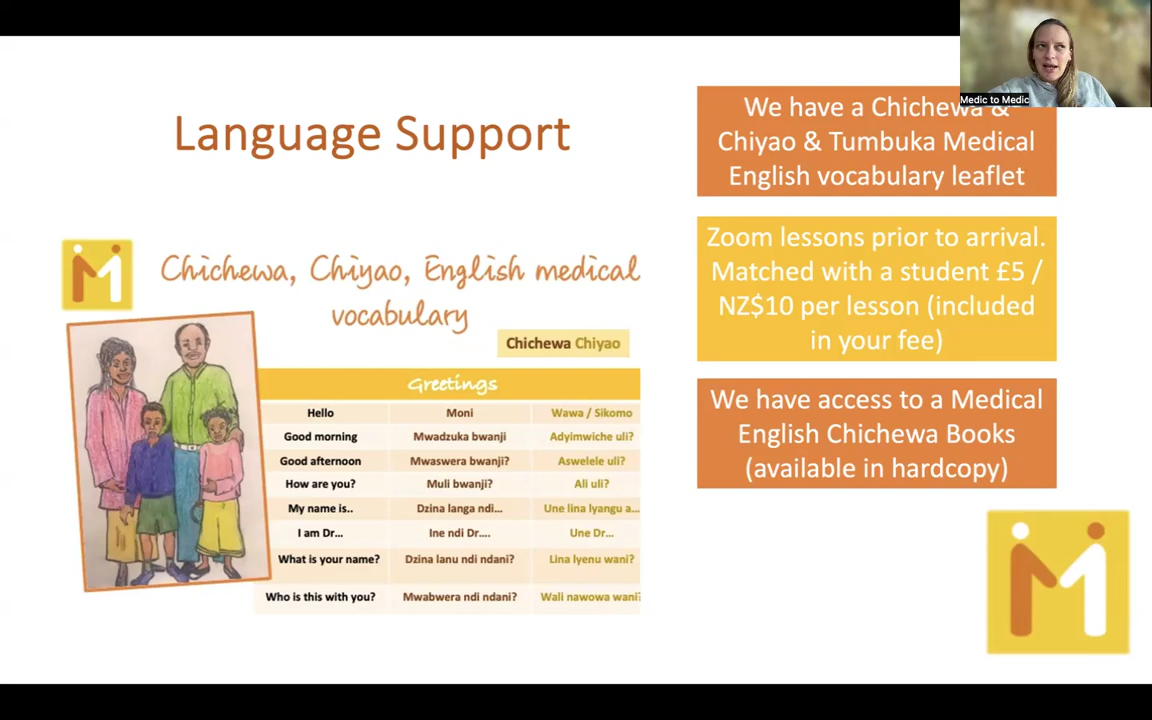 Medic to Medic
Language Support
We have a Chichewa &
Chiyao & Tumbuka Medical
English vocabulary leaflet
Zoom lessons prior to arrival.
Matched with a student £5 /
NZ$10 per lesson (included
in your fee)
We have access to a Medical
English Chichewa Books
(available in hardcopy)
Chichewa, Chiyao, English medical
vocabulary
Chichewa Chiyao
Greetings
Hello Moni Wawa / Sikomo
Good morning Mwadzuka bwanji Adyimwiche uli?
Good afternoon Mwaswera bwanji? Aswelele uli?
How are you? Muli bwanji? Ali uli?
My name is.. Dzina langa ndi... Une lina lyangu a...
I am Dr... Ine ndi Dr.... Une Dr...
What is your name? Dzina lanu ndi ndani? Lina lyenu wani?
Who is this with you? Mwabwera ndi ndani? Wali nawowa wani?